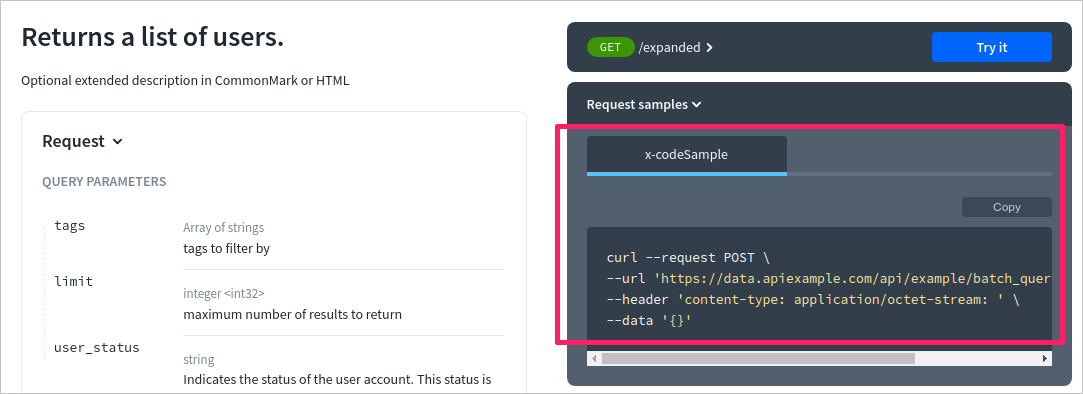 Returns a list of users.
Optional extended description in CommonMark or HTML
Request
QUERY PARAMETERS
tags
Array of strings
tags to filter by
limit
integer <int32>
maximum number of results to return
user_status
string
Indicates the status of the user account. This status is
GET /expanded
Try it
Request samples
x-codeSample
Copy
curl --request POST \
--url 'https://data.apiexample.com/api/example/batch_quer
--header 'content-type: application/octet-stream: ' \
--data '{}'